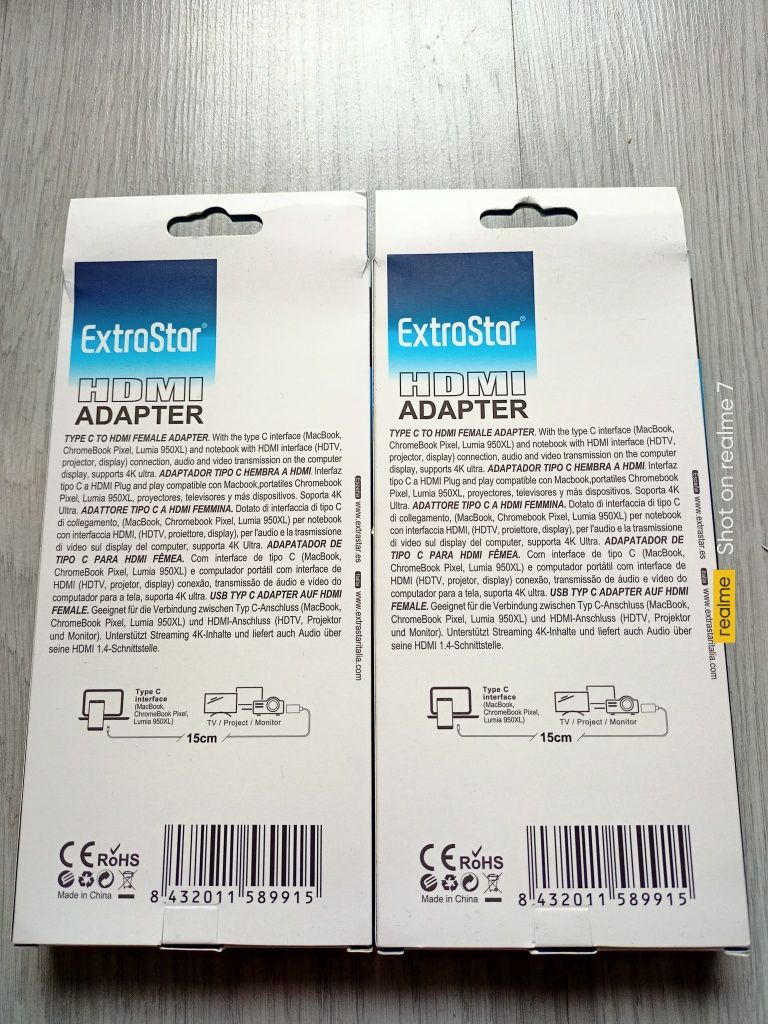 ExtraStar®
HDMI
ADAPTER
TYPE C TO HDMI FEMALE ADAPTER. With the type C interface (MacBook,
ChromeBook Pixel, Lumia 950XL) and notebook with HDMI interface (HDTV,
projector, display) connection, audio and video transmission on the computer
display, supports 4K ultra. ADAPTADOR TIPO C HEMBRA A HDMI. Interfaz
tipo C a HDMI Plug and play compatible con Macbook,portatiles Chromebook
Pixel, Lumia 950XL, proyectores, televisores y más dispositivos. Soporta 4K
Ultra. ADATTORE TIPO C A HDMI FEMMINA. Dotato di interfaccia di tipo C
di collegamento, (MacBook, Chromebook Pixel, Lumia 950XL) per notebook
con interfaccia HDMI, (HDTV, proiettore, display), per l'audio e la trasmissione
di video sul display del computer, supporta 4K Ultra. ADAPATADOR DE
TIPO C PARA HDMI FÊMEA. Com interface de tipo C (MacBook,
ChromeBook Pixel, Lumia 950XL) e computador portátil com interface de
HDMI (HDTV, projetor, display) conexão, transmissão de áudio e vídeo do
computador para a tela, suporta 4K ultra. USB TYP C ADAPTER AUF HDMI
FEMALE. Geeignet für die Verbindung zwischen Typ C-Anschluss (MacBook,
ChromeBook Pixel, Lumia 950XL) und HDMI-Anschluss (HDTV, Projektor
und Monitor). Unterstützt Streaming 4K-Inhalte und liefert auch Audio über
seine HDMI 1.4-Schnittstelle.
España www.extrastar.es Italia www.extrastaritalia.com
Type C
interface
(MacBook,
ChromeBook Pixel,
Lumia 950XL)
TV / Project / Monitor
15cm
CE RoHS
Made in China
8 432011 589915
ExtraStar®
HDMI
ADAPTER
TYPE C TO HDMI FEMALE ADAPTER. With the type C interface (MacBook,
ChromeBook Pixel, Lumia 950XL) and notebook with HDMI interface (HDTV,
projector, display) connection, audio and video transmission on the computer
display, supports 4K ultra. ADAPTADOR TIPO C HEMBRA A HDMI. Interfaz
tipo C a HDMI Plug and play compatible con Macbook,portatiles Chromebook
Pixel, Lumia 950XL, proyectores, televisores y más dispositivos. Soporta 4K
Ultra. ADATTORE TIPO C A HDMI FEMMINA. Dotato di interfaccia di tipo
C di collegamento, (MacBook, Chromebook Pixel, Lumia 950XL) per notebook
con interfaccia HDMI, (HDTV, proiettore, display), per l'audio e la trasmissione
di video sul display del computer, supporta 4K Ultra. ADAPATADOR DE
TIPO C PARA HDMI FÊMEA. Com interface de tipo C (MacBook,
ChromeBook Pixel, Lumia 950XL) e computador portátil com interface de
HDMI (HDTV, projetor, display) conexão, transmissão de áudio e vídeo do
computador para a tela, suporta 4K ultra. USB TYP C ADAPTER AUF HDMI
FEMALE. Geeignet für die Verbindung zwischen Typ C-Anschluss (MacBook,
ChromeBook Pixel, Lumia 950XL) und HDMI-Anschluss (HDTV, Projektor
und Monitor). Unterstützt Streaming 4K-Inhalte und liefert auch Audio über
seine HDMI 1.4-Schnittstelle.
España www.extrastar.es Italia www.extrastaritalia.com
Type C
interface
(MacBook,
ChromeBook Pixel,
Lumia 950XL)
TV / Project / Monitor
15cm
CE RoHS
Made in China
8 432011 589915
realme Shot on realme 7